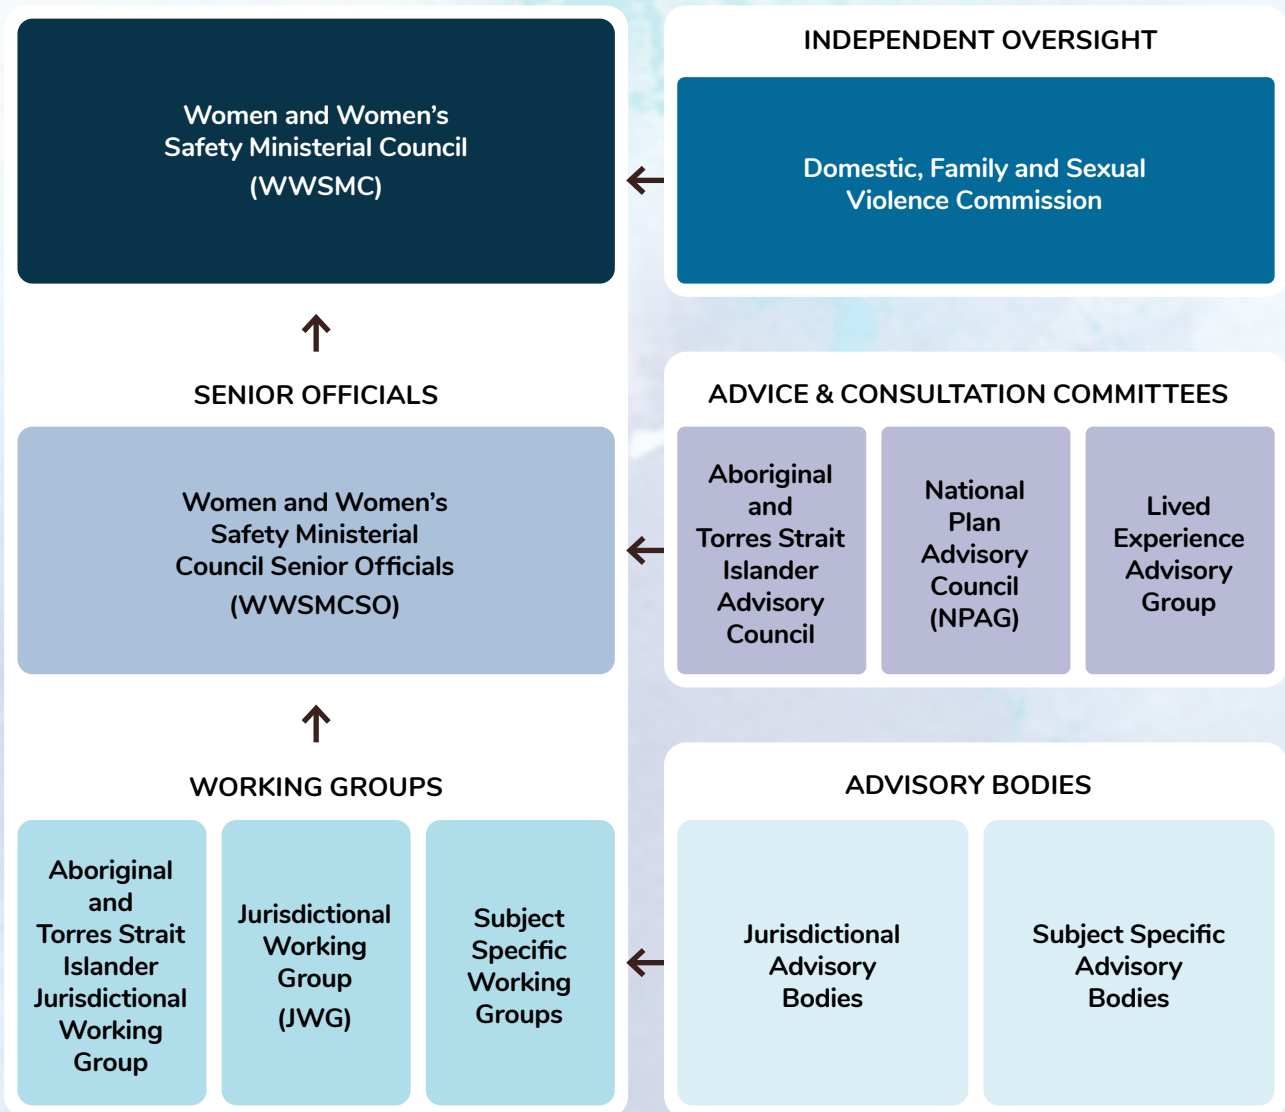 Women and Women’s
Safety Ministerial Council
(WWSMC)
INDEPENDENT OVERSIGHT
Domestic, Family and Sexual
Violence Commission
SENIOR OFFICIALS
Women and Women’s
Safety Ministerial
Council Senior Officials
(WWSMCSO)
ADVICE & CONSULTATION COMMITTEES
Aboriginal
and
Torres Strait
Islander
Advisory
Council
National
Plan
Advisory
Council
(NPAG)
Lived
Experience
Advisory
Group
WORKING GROUPS
Aboriginal
and
Torres Strait
Islander
Jurisdictional
Working
Group
Jurisdictional
Working
Group
(JWG)
Subject
Specific
Working
Groups
ADVISORY BODIES
Jurisdictional
Advisory
Bodies
Subject Specific
Advisory
Bodies